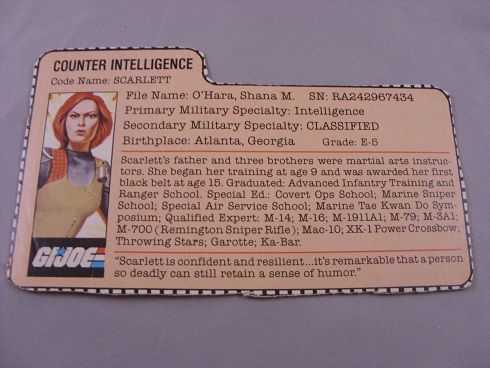 COUNTER INTELLIGENCE
Code Name: SCARLETT
File Name: O'Hara, Shana M. SN: RA242967434
Primary Military Specialty: Intelligence
Secondary Military Specialty: CLASSIFIED
Birthplace: Atlanta, Georgia Grade: E-5
Scarlett's father and three brothers were martial arts instruc-
tors. She began her training at age 9 and was awarded her first
black belt at age 15. Graduated: Advanced Infantry Training and
Ranger School. Special Ed.: Covert Ops School; Marine Sniper
School; Special Air Service School; Marine Tae Kwan Do Sym-
posium; Qualified Expert: M-14; M-16; M-1911A1; M-79; M-3A1;
M-700 (Remington Sniper Rifle); Mac-10; XK-1 Power Crossbow;
Throwing Stars; Garotte; Ka-Bar.
GI JOE
"Scarlett is confident and resilient...it's remarkable that a person
so deadly can still retain a sense of humor."